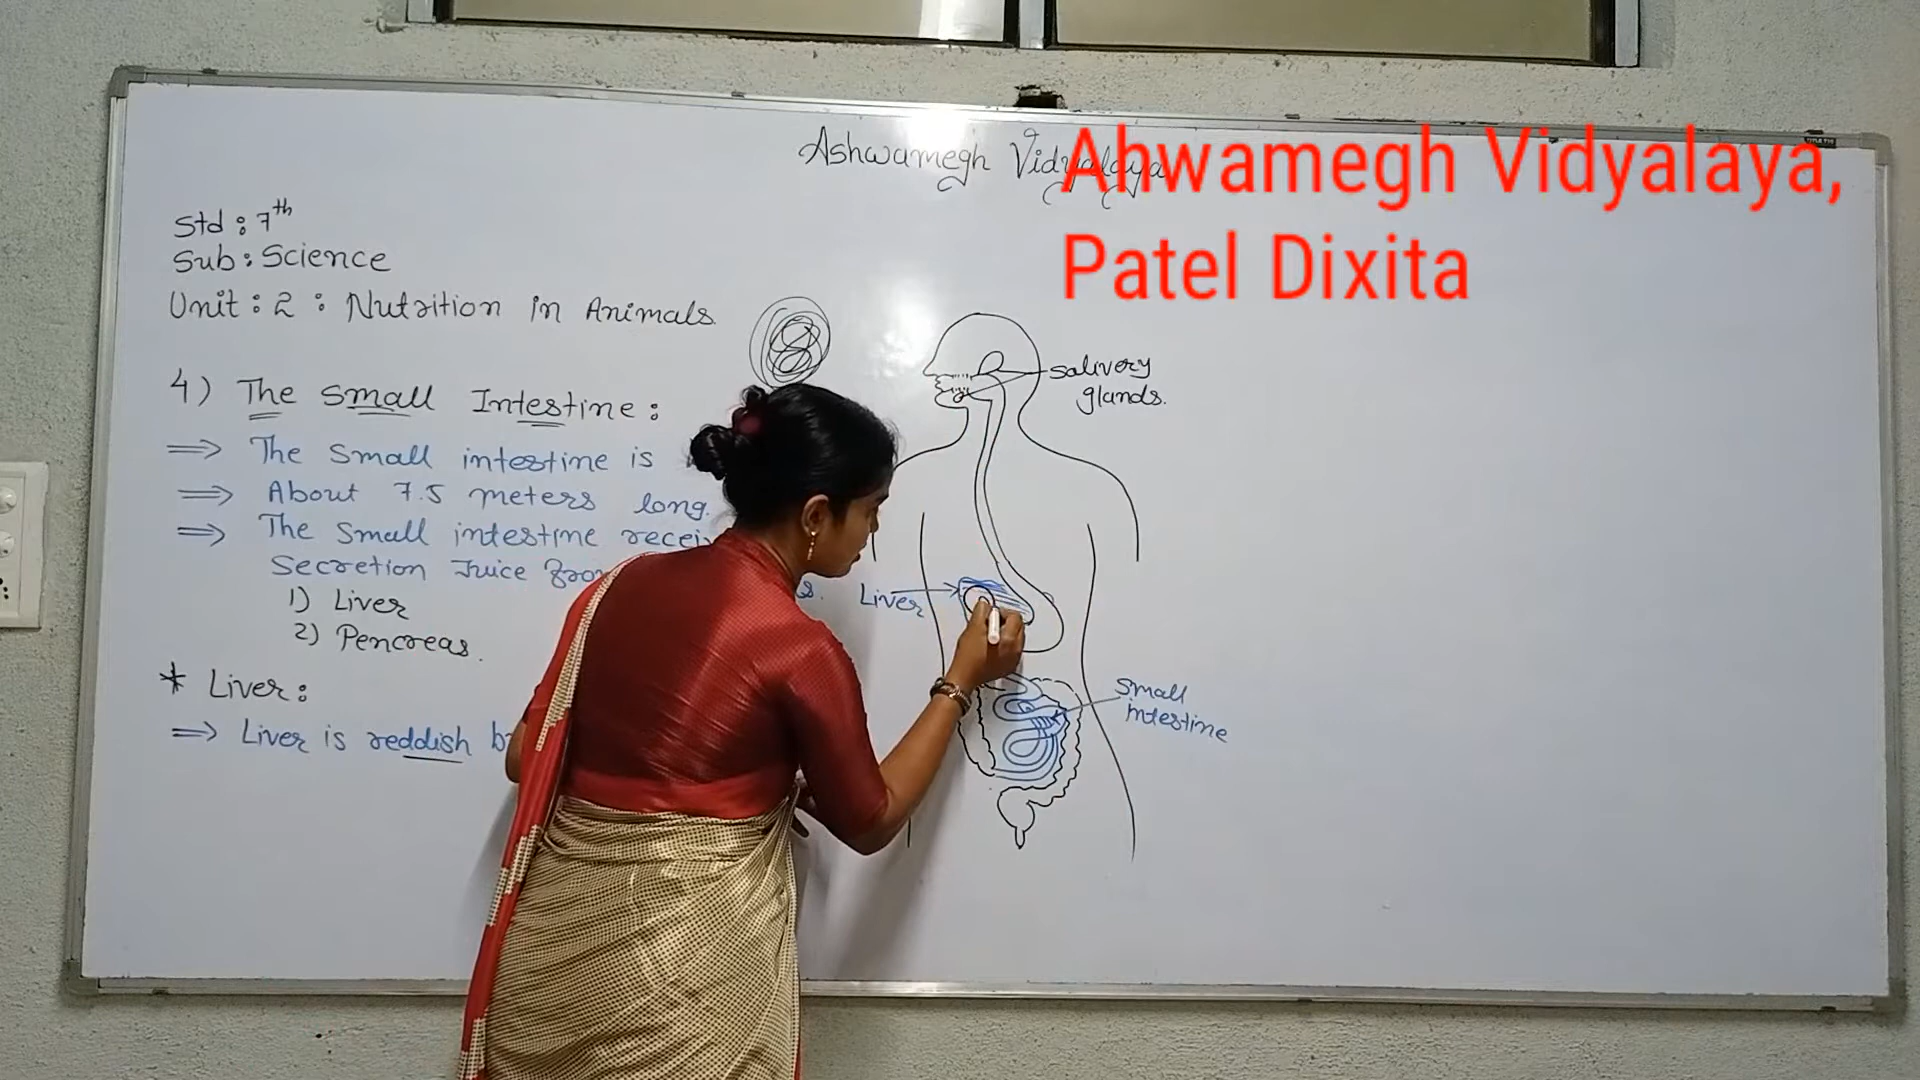 Ashwamegh Vidyalaya
Ahwamegh Vidyalaya,
Patel Dixita
Std : 7th
Sub : Science
Unit : 2 : Nutrition in Animals.
4) The Small Intestine :
⇒ The Small intestine is
⇒ About 7.5 meters long.
⇒ The Small intestine recei
Secretion Juice from
1) Liver
2) Pencreas.
* Liver :
⇒ Liver is reddish b
salivery
glands.
Liver
Small
intestine